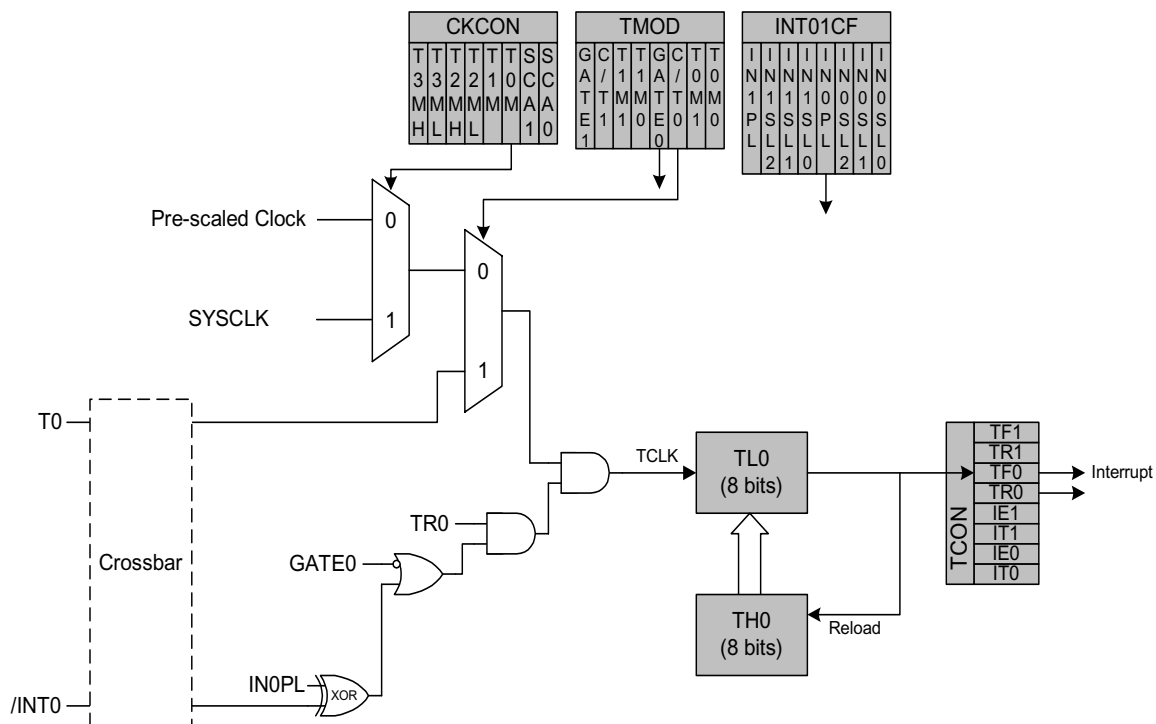 CKCON
T3MH
T3ML
T2MH
T2ML
T1M
T0M
SCA1
SCA0
TMOD
GATE1
C/T1
T1M1
T1M0
GATE0
C/T0
T0M1
T0M0
INT01CF
IN1PL
IN1SL2
IN1SL1
IN1SL0
IN0PL
IN0SL2
IN0SL1
IN0SL0
Pre-scaled Clock
0
SYSCLK
1
0
1
T0
Crossbar
TR0
GATE0
IN0PL
XOR
/INT0
TCLK
TL0
(8 bits)
TH0
(8 bits)
Reload
TCON
TF1
TR1
TF0
TR0
IE1
IT1
IE0
IT0
Interrupt